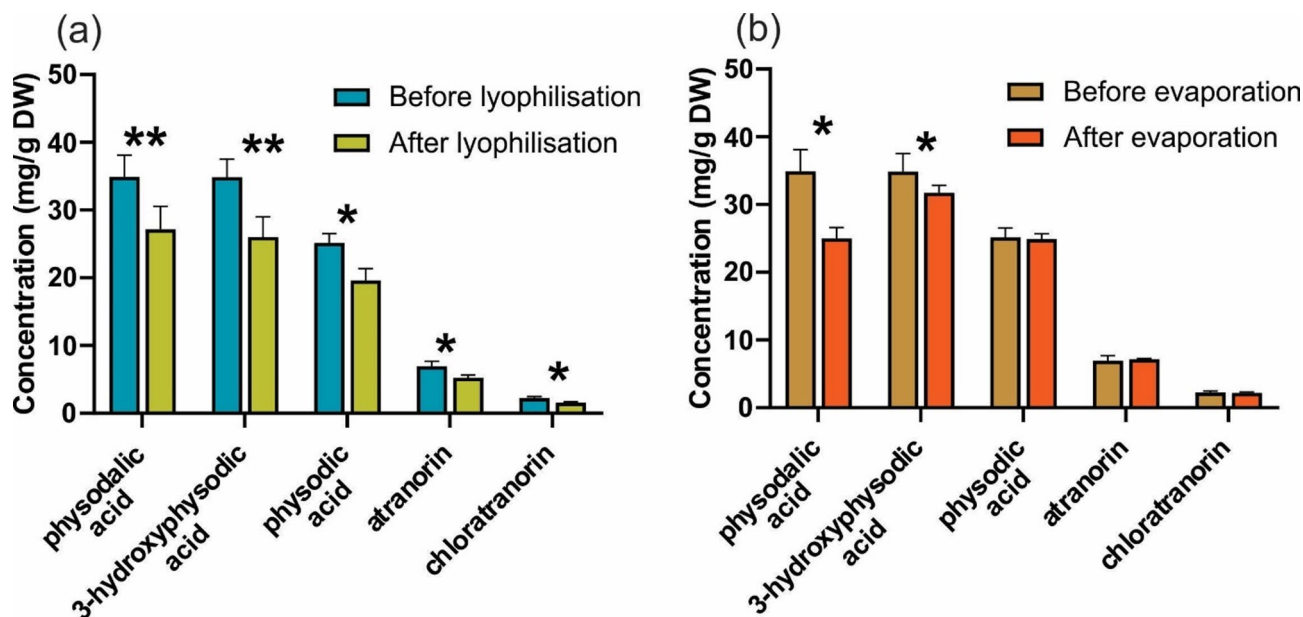 (a)
Concentration (mg/g DW)
50
40
30
20
10
0
Before lyophilisation
After lyophilisation
**
**
*
*
*
physodalic
acid
3-hydroxyphysodic
acid
physodic
acid
atranorin
chloratranorin
(b)
Concentration (mg/g DW)
50
40
30
20
10
0
Before evaporation
After evaporation
*
*
physodalic
acid
3-hydroxyphysodic
acid
physodic
acid
atranorin
chloratranorin